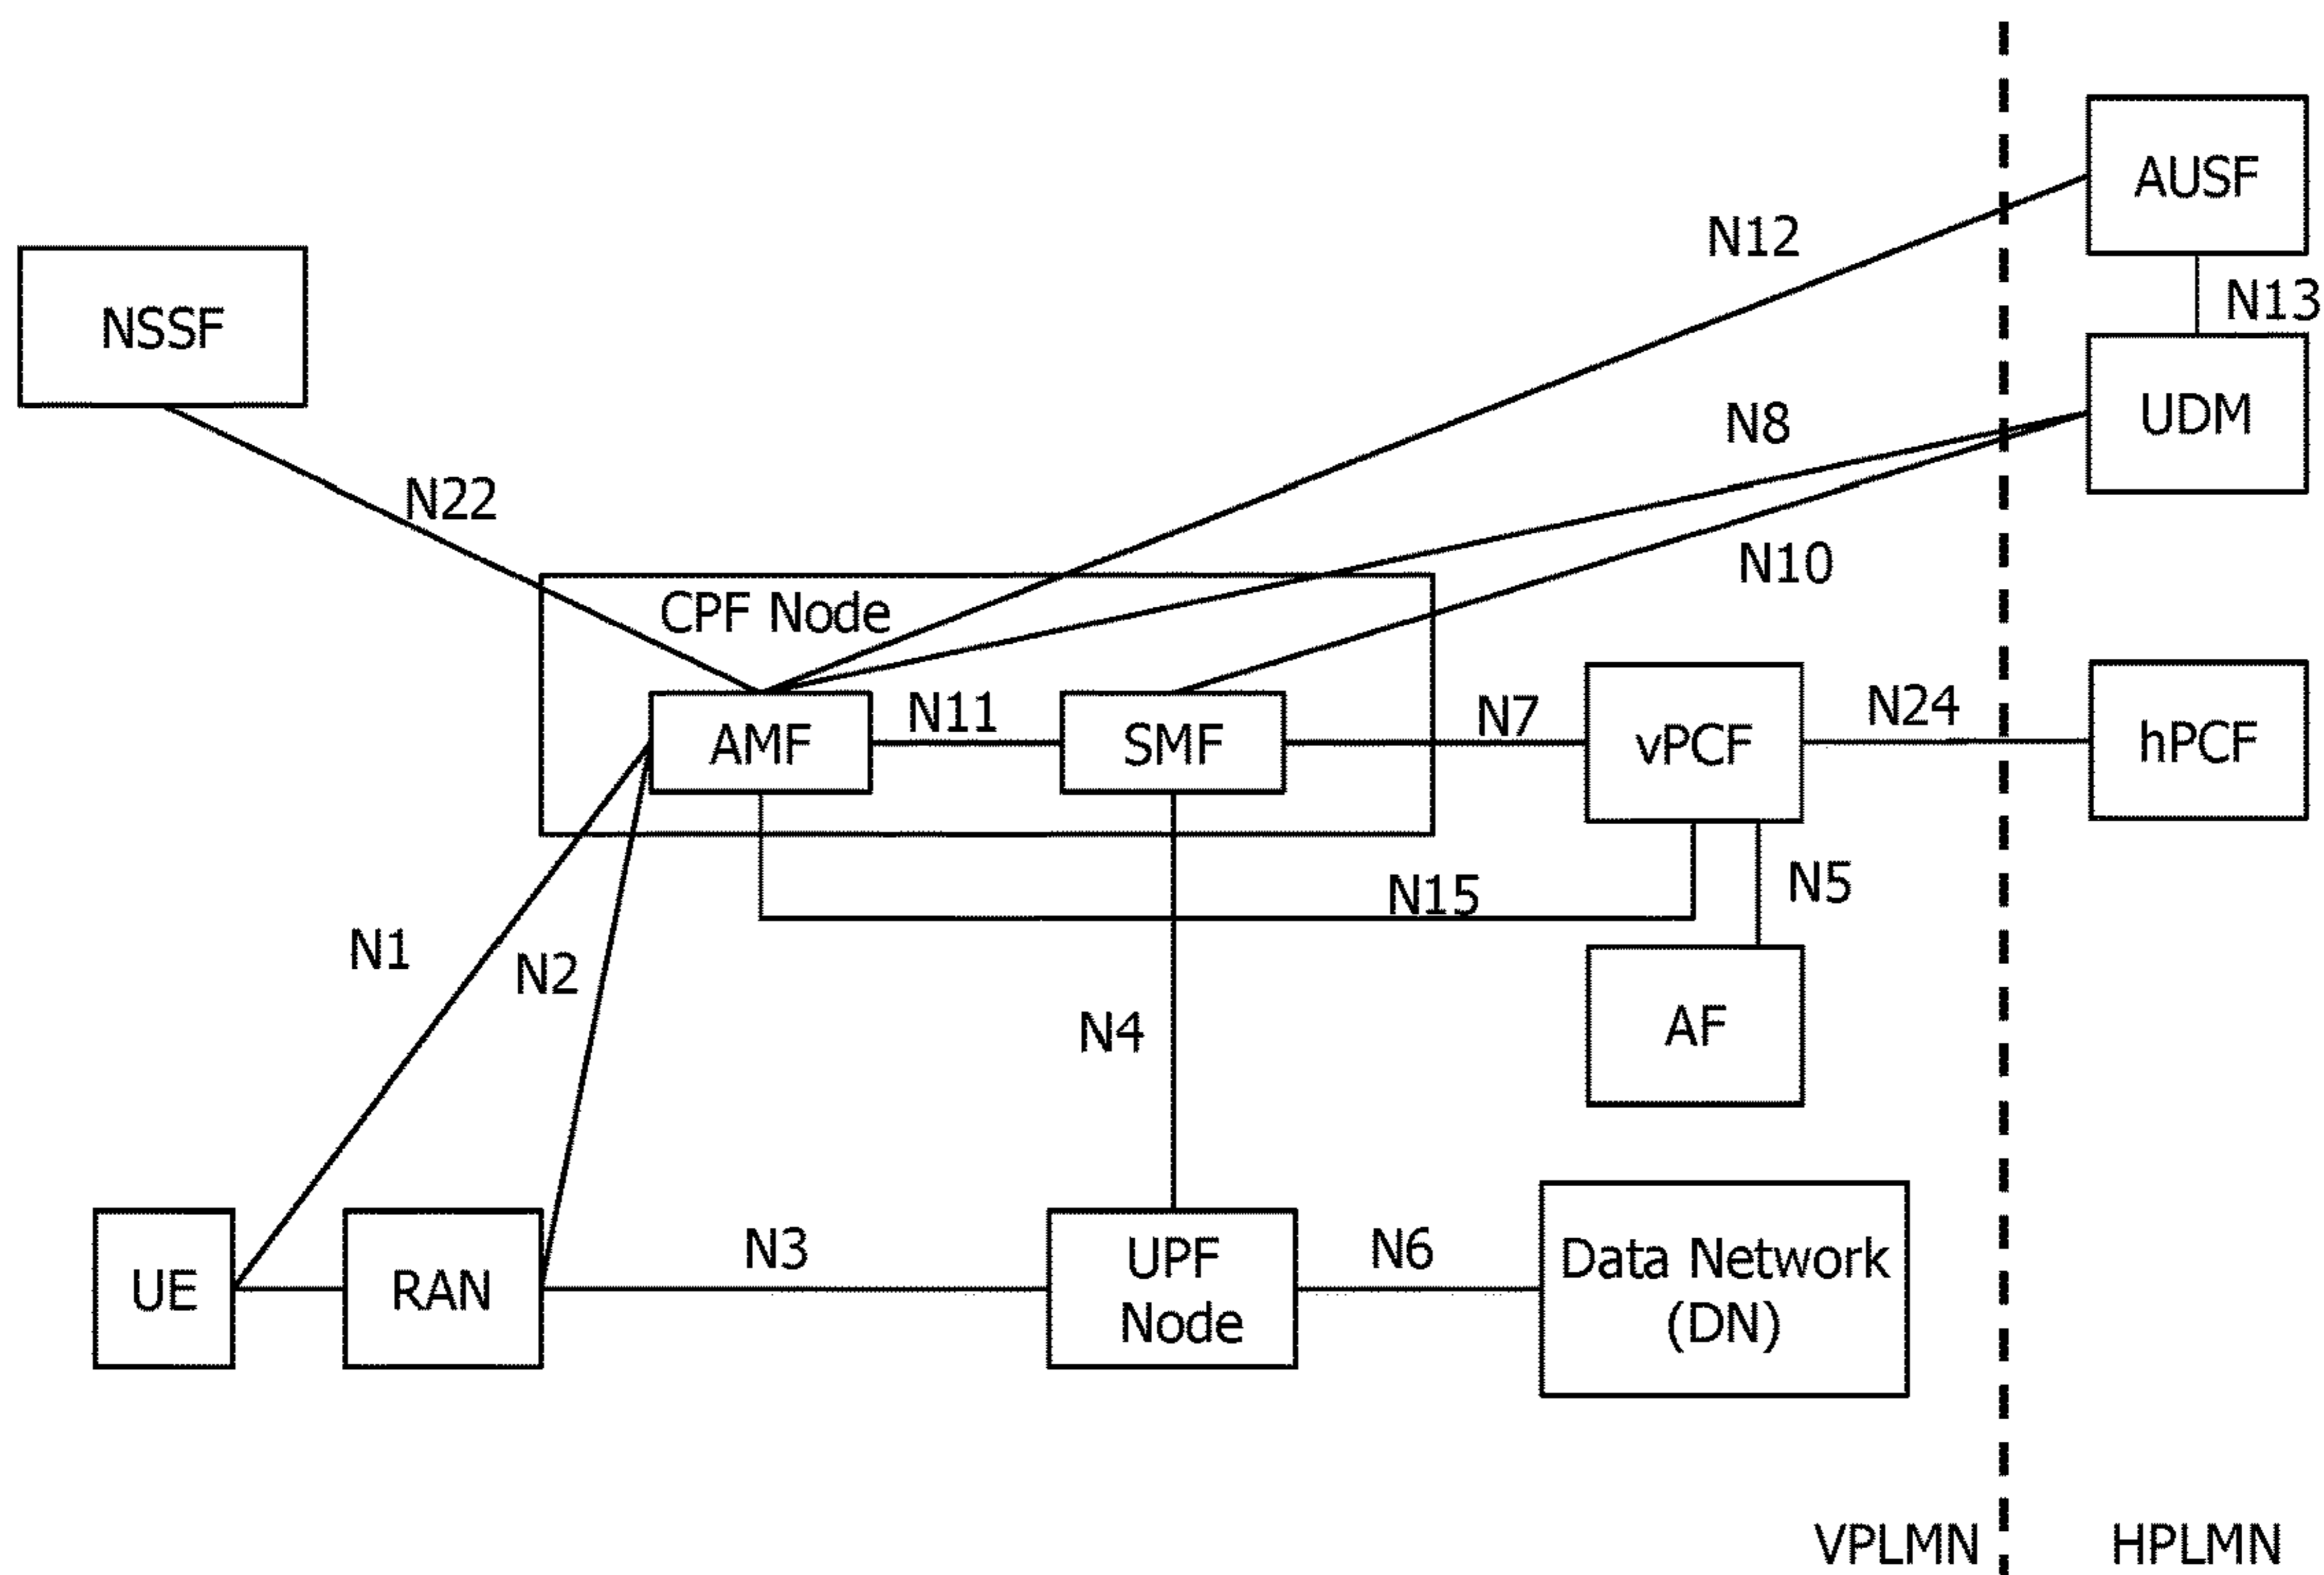 AUSF
N12
N13
NSSF
UDM
N8
N22
N10
CPF Node
N11
N7
N24
AMF
SMF
vPCF
hPCF
N15
N5
N1
N2
N4
AF
N3
N6
UE
RAN
UPF
Node
Data Network
(DN)
VPLMN
HPLMN